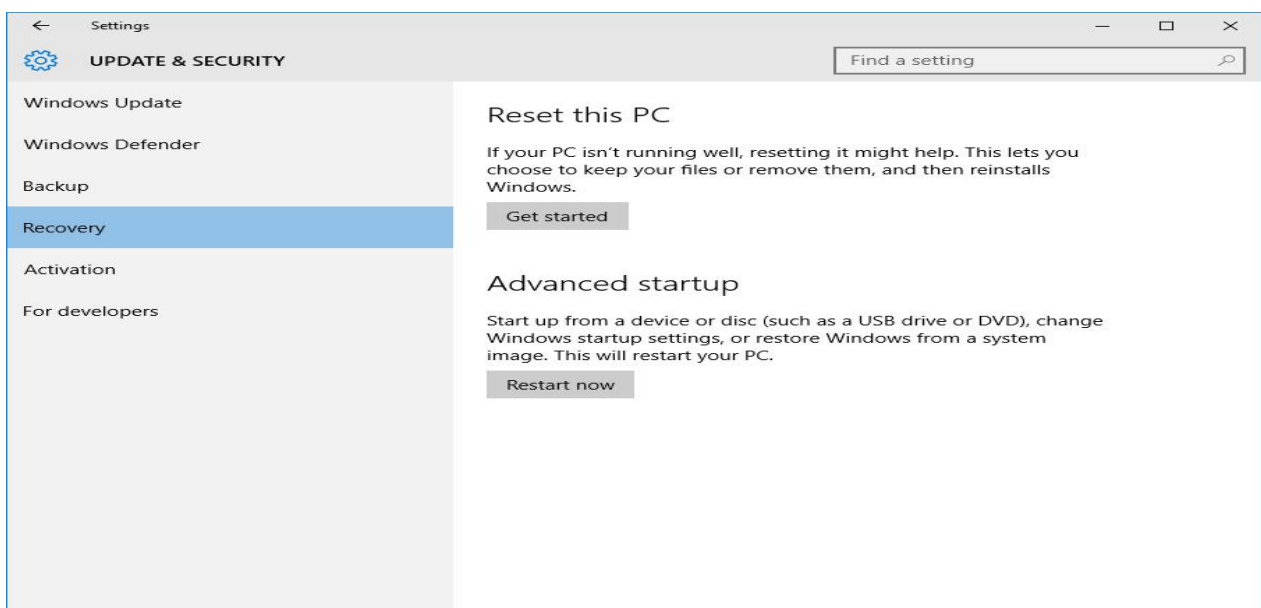 Settings
UPDATE & SECURITY
Find a setting
Windows Update
Windows Defender
Backup
Recovery
Activation
For developers
Reset this PC
If your PC isn't running well, resetting it might help. This lets you
choose to keep your files or remove them, and then reinstalls
Windows.
Get started
Advanced startup
Start up from a device or disc (such as a USB drive or DVD), change
Windows startup settings, or restore Windows from a system
image. This will restart your PC.
Restart now